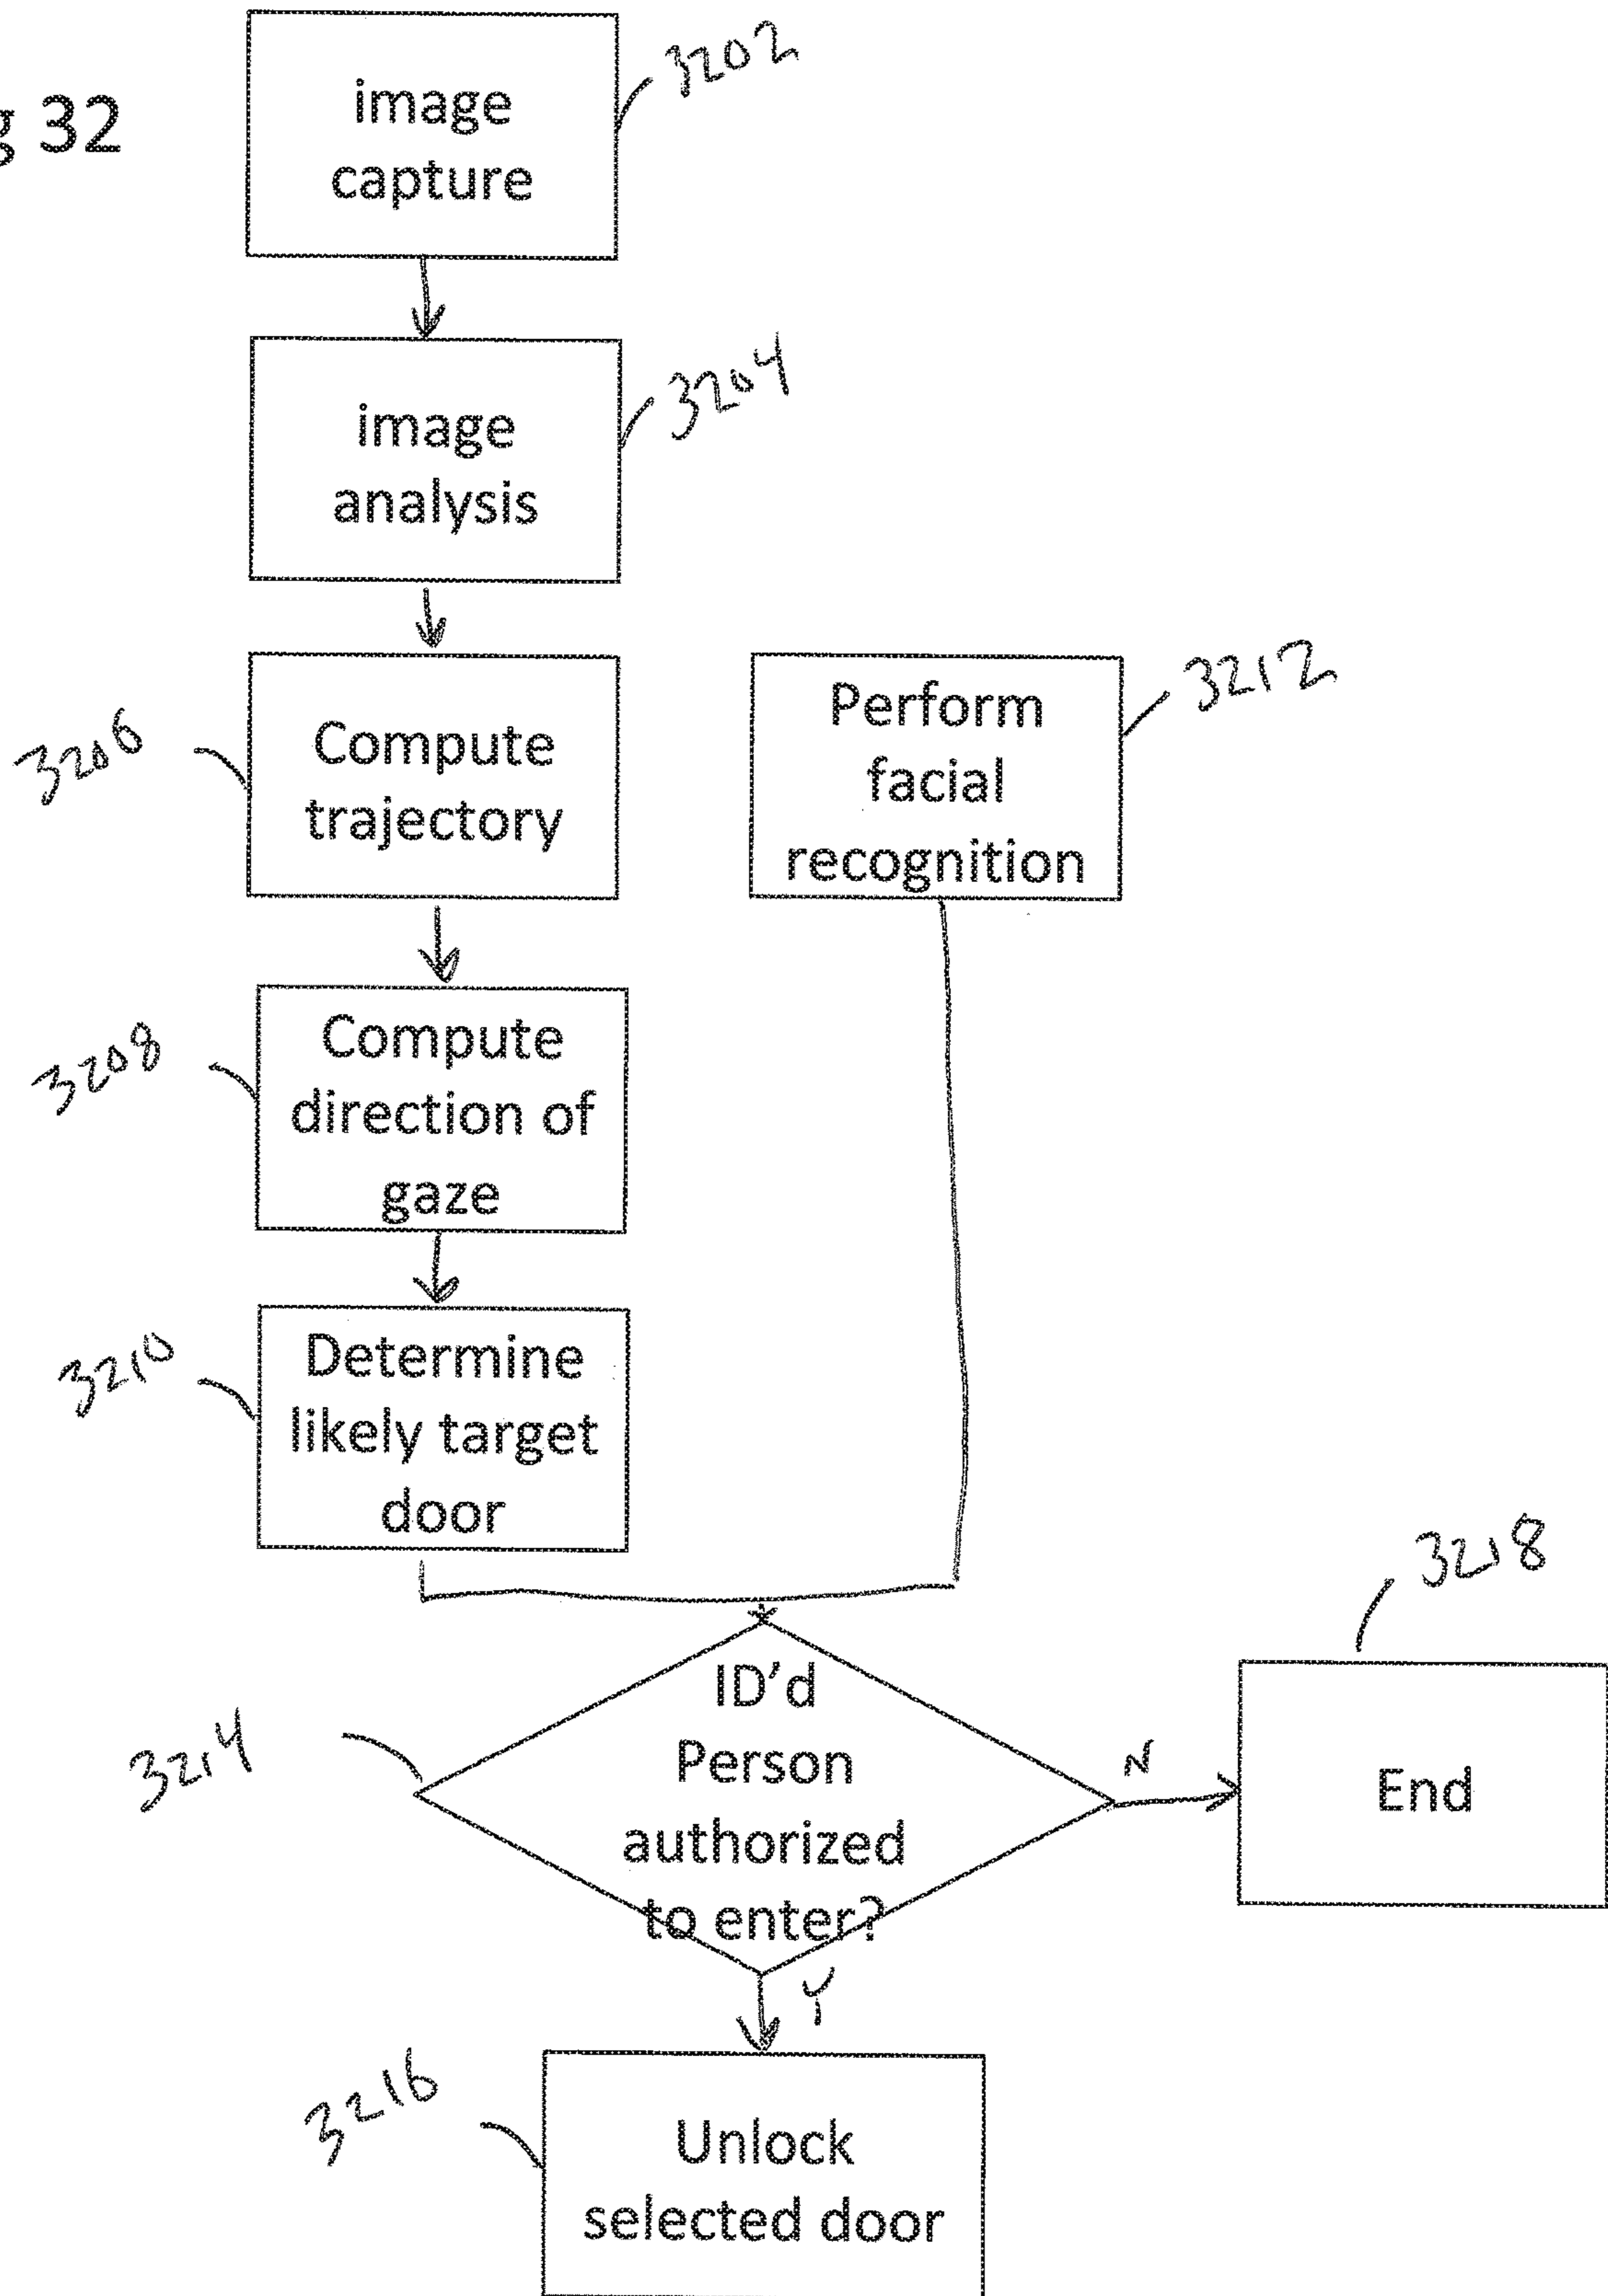 g 32
image
capture
3202
image
analysis
3204
Compute
trajectory
3206
Perform
facial
recognition
3212
Compute
direction of
gaze
3208
Determine
likely target
door
3210
ID'd
Person
authorized
to enter?
3214
N
End
3218
Y
Unlock
selected door
3216